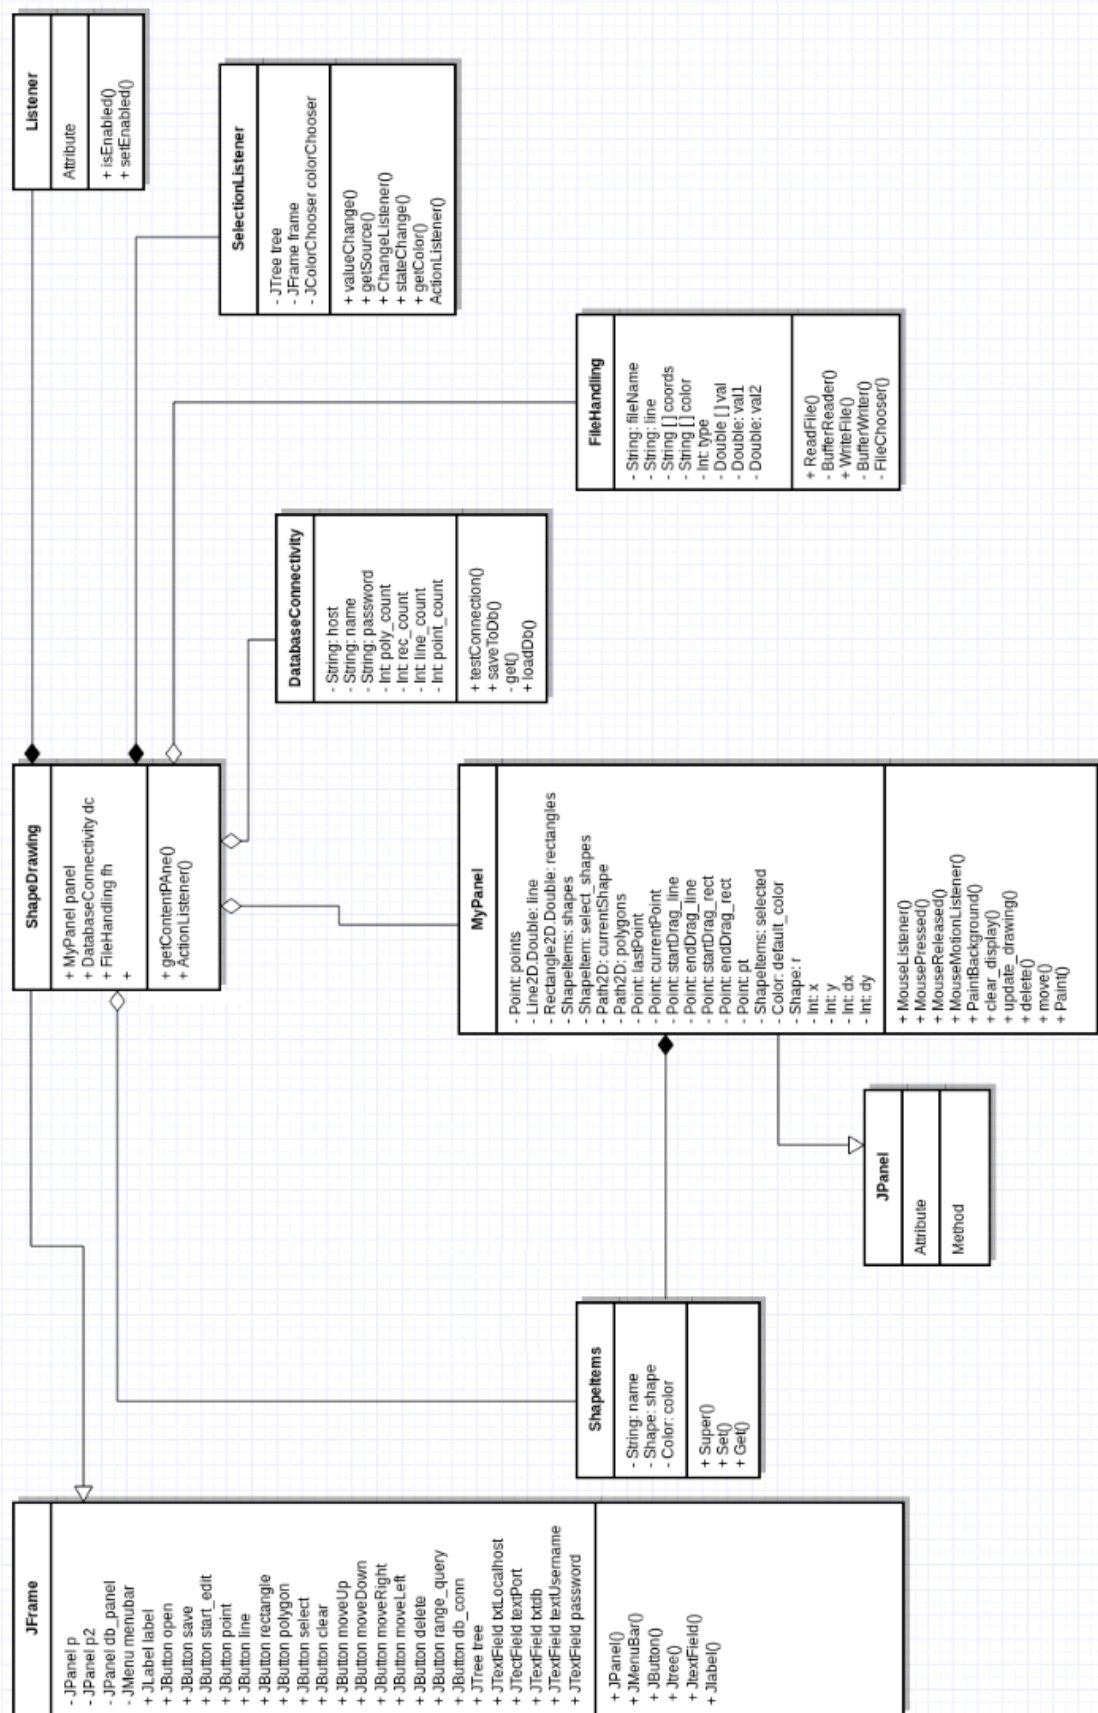 JFrame
- JPanel p
- JPanel p2
- JPanel db_panel
- JMenu menubar
+ JLabel label
+ JButton open
+ JButton save
+ JButton start_edit
+ JButton point
+ JButton line
+ JButton rectangle
+ JButton polygon
+ JButton select
+ JButton clear
+ JButton moveUp
+ JButton moveDown
+ JButton moveRight
+ JButton moveLeft
+ JButton delete
+ JButton range_query
+ JButton db_conn
+ JTree tree
+ JTextField txtLocalhost
+ JTectField textPort
+ JTextField txtdb
+ JTextField textUsername
+ JTextField password
+ JPanel()
+ JMenuBar()
+ JButton()
+ Jtree()
+ JtextField()
+ Jlabel()
ShapeItems
- String: name
- Shape: shape
- Color: color
+ Super()
+ Set()
+ Get()
JPanel
Attribute
Method
ShapeDrawing
+ MyPanel panel
+ DatabaseConnectivity dc
+ FileHandling fh
+
+ getContentPAne()
+ ActionListener()
MyPanel
- Point: points
- Line2D.Double: line
- Rectangle2D.Double: rectangles
- ShapeItems: shapes
- ShapeItem: select_shapes
- Path2D: currentShape
- Path2D: polygons
- Point: lastPoint
- Point: currentPoint
- Point: startDrag_line
- Point: endDrag_line
- Point: startDrag_rect
- Point: endDrag_rect
- Point: pt
- ShapeItems: selected
- Color: default_color
- Shape: r
- Int: x
- Int: y
- Int: dx
- Int: dy
+ MouseListener()
+ MousePressed()
+ MouseReleased()
+ MouseMotionListener()
+ PaintBackground()
+ clear_display()
+ update_drawing()
+ delete()
+ move()
+ Paint()
DatabaseConnectivity
- String: host
- String: name
- String: password
- Int: poly_count
- Int: rec_count
- Int: line_count
- Int: point_count
+ testConnection()
+ saveToDb()
- get()
+ loadDb()
FileHandling
- String: fileName
- String: line
- String [ ] coords
- String [ ] color
- Int: type
- Double [ ] val
- Double: val1
- Double: val2
+ ReadFile()
- BufferReader()
+ WriteFile()
- BufferWriter()
- FileChooser()
SelectionListener
- JTree tree
- JFrame frame
- JColorChooser colorChooser
+ valueChange()
+ getSource()
+ ChangeListener()
+ stateChange()
+ getColor()
ActionListener()
Listener
Attribute
+ isEnabled()
+ setEnabled()